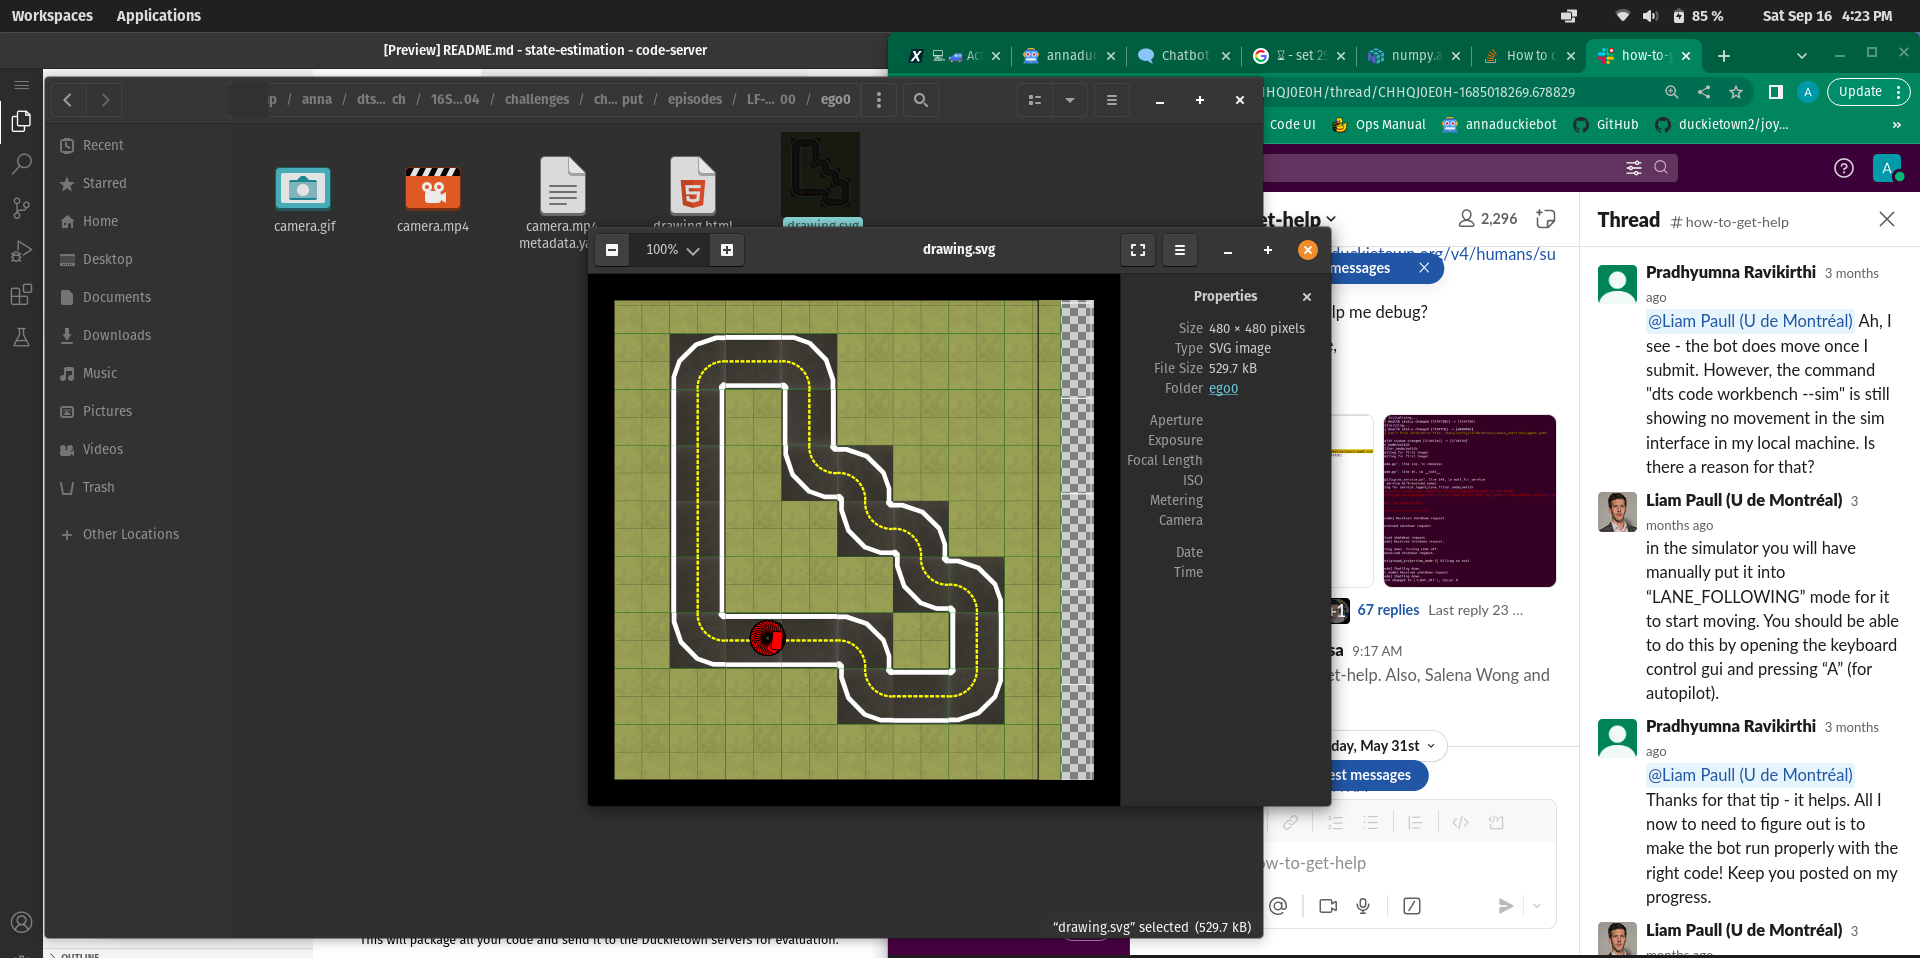 Workspaces Applications
85 % Sat Sep 16 4:23 PM
[Preview] README.md - state-estimation - code-server
annaduc Chatbot - set 2 numpy.a How to c how-to-g
HQJ0E0H/thread/CHHQJ0E0H-1685018269.678829
A Update
Code UI Ops Manual annaduckiebot GitHub duckietown2/joy... »
p / anna / dts... ch / 16S...04 / challenges / ch... put / episodes / LF-... 00 / ego0
Recent
Starred
Home
Desktop
Documents
Downloads
Music
Pictures
Videos
Trash
Other Locations
camera.gif
camera.mp4
camera.mp4
metadata.ya
drawing.html
drawing.svg
100%
drawing.svg
Properties
Size 480 × 480 pixels
Type SVG image
File Size 529.7 kB
Folder ego0
Aperture
Exposure
Focal Length
ISO
Metering
Camera
Date
Time
"drawing.svg" selected (529.7 kB)
This will package all your code and send it to the Duckietown servers for evaluation.
OUTLINE
A
et-help
2,296
duckietown.org/v4/humans/su
messages
lp me debug?
+1 67 replies Last reply 23 ...
sa 9:17 AM
et-help. Also, Salena Wong and
day, May 31st
est messages
ow-to-get-help
Thread # how-to-get-help
Pradhyumna Ravikirthi 3 months
ago
@Liam Paull (U de Montréal) Ah, I
see - the bot does move once I
submit. However, the command
"dts code workbench --sim" is still
showing no movement in the sim
interface in my local machine. Is
there a reason for that?
Liam Paull (U de Montréal) 3
months ago
in the simulator you will have
manually put it into
“LANE_FOLLOWING” mode for it
to start moving. You should be able
to do this by opening the keyboard
control gui and pressing “A” (for
autopilot).
Pradhyumna Ravikirthi 3 months
ago
@Liam Paull (U de Montréal)
Thanks for that tip - it helps. All I
now to need to figure out is to
make the bot run properly with the
right code! Keep you posted on my
progress.
Liam Paull (U de Montréal) 3
months ago